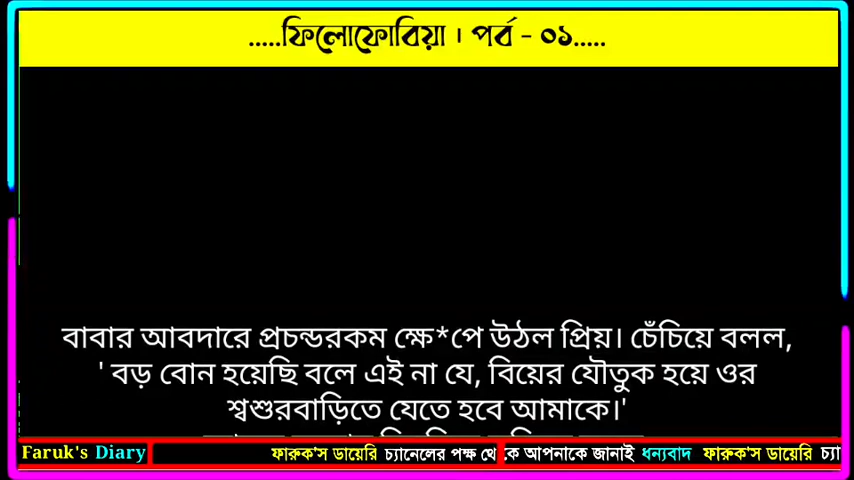 .....ফিলোফোবিয়া । পর্ব - ০১.....
বাবার আবদারে প্রচন্ডরকম ক্ষে*পে উঠল প্রিয়। চেঁচিয়ে বলল,
' বড় বোন হয়েছি বলে এই না যে, বিয়ের যৌতুক হয়ে ওর
শ্বশুরবাড়িতে যেতে হবে আমাকে।'
Faruk's Diary ফারুক'স ডায়েরি চ্যানেলের পক্ষ থেকে আপনাকে জানাই ধন্যবাদ ফারুক'স ডায়েরি